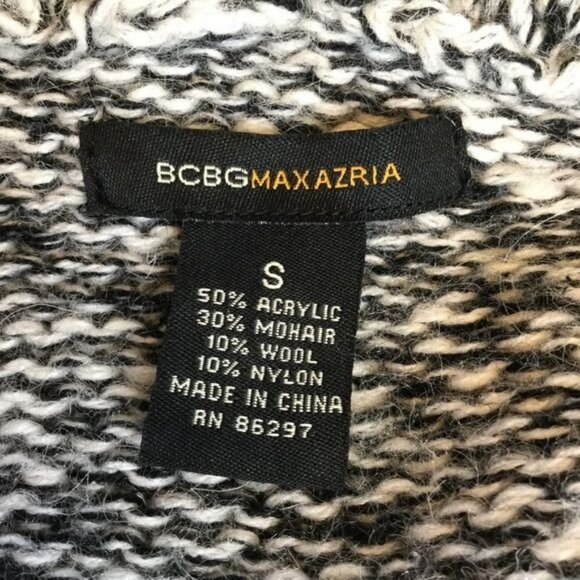 BCBGMAXAZRIA
S
50% ACRYLIC
30% MOHAIR
10% WOOL
10% NYLON
MADE IN CHINA
RN 86297